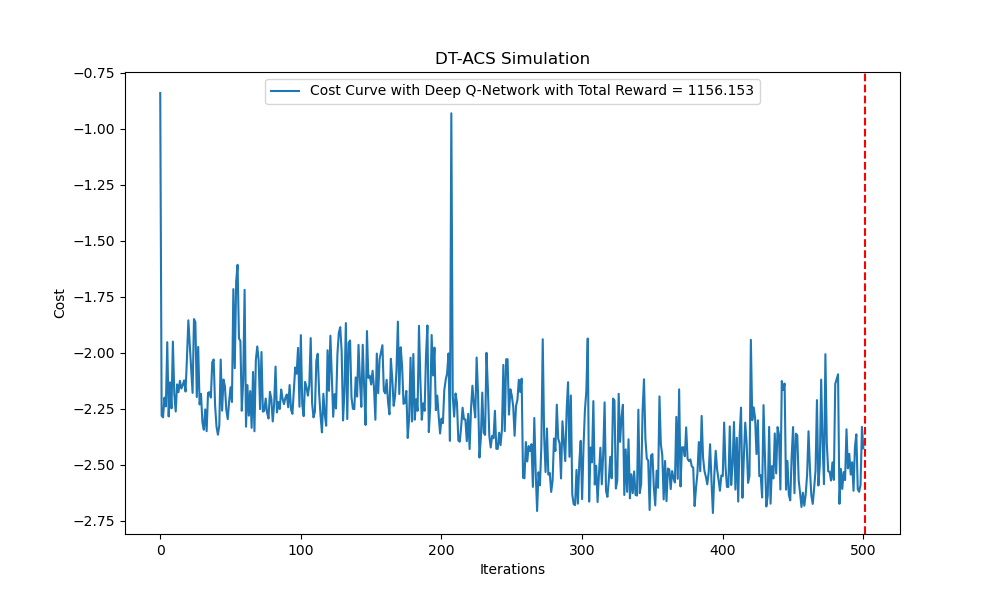 DT-ACS Simulation
Cost Curve with Deep Q-Network with Total Reward = 1156.153
−0.75
−1.00
−1.25
−1.50
−1.75
−2.00
−2.25
−2.50
−2.75
Cost
0 100 200 300 400 500
Iterations